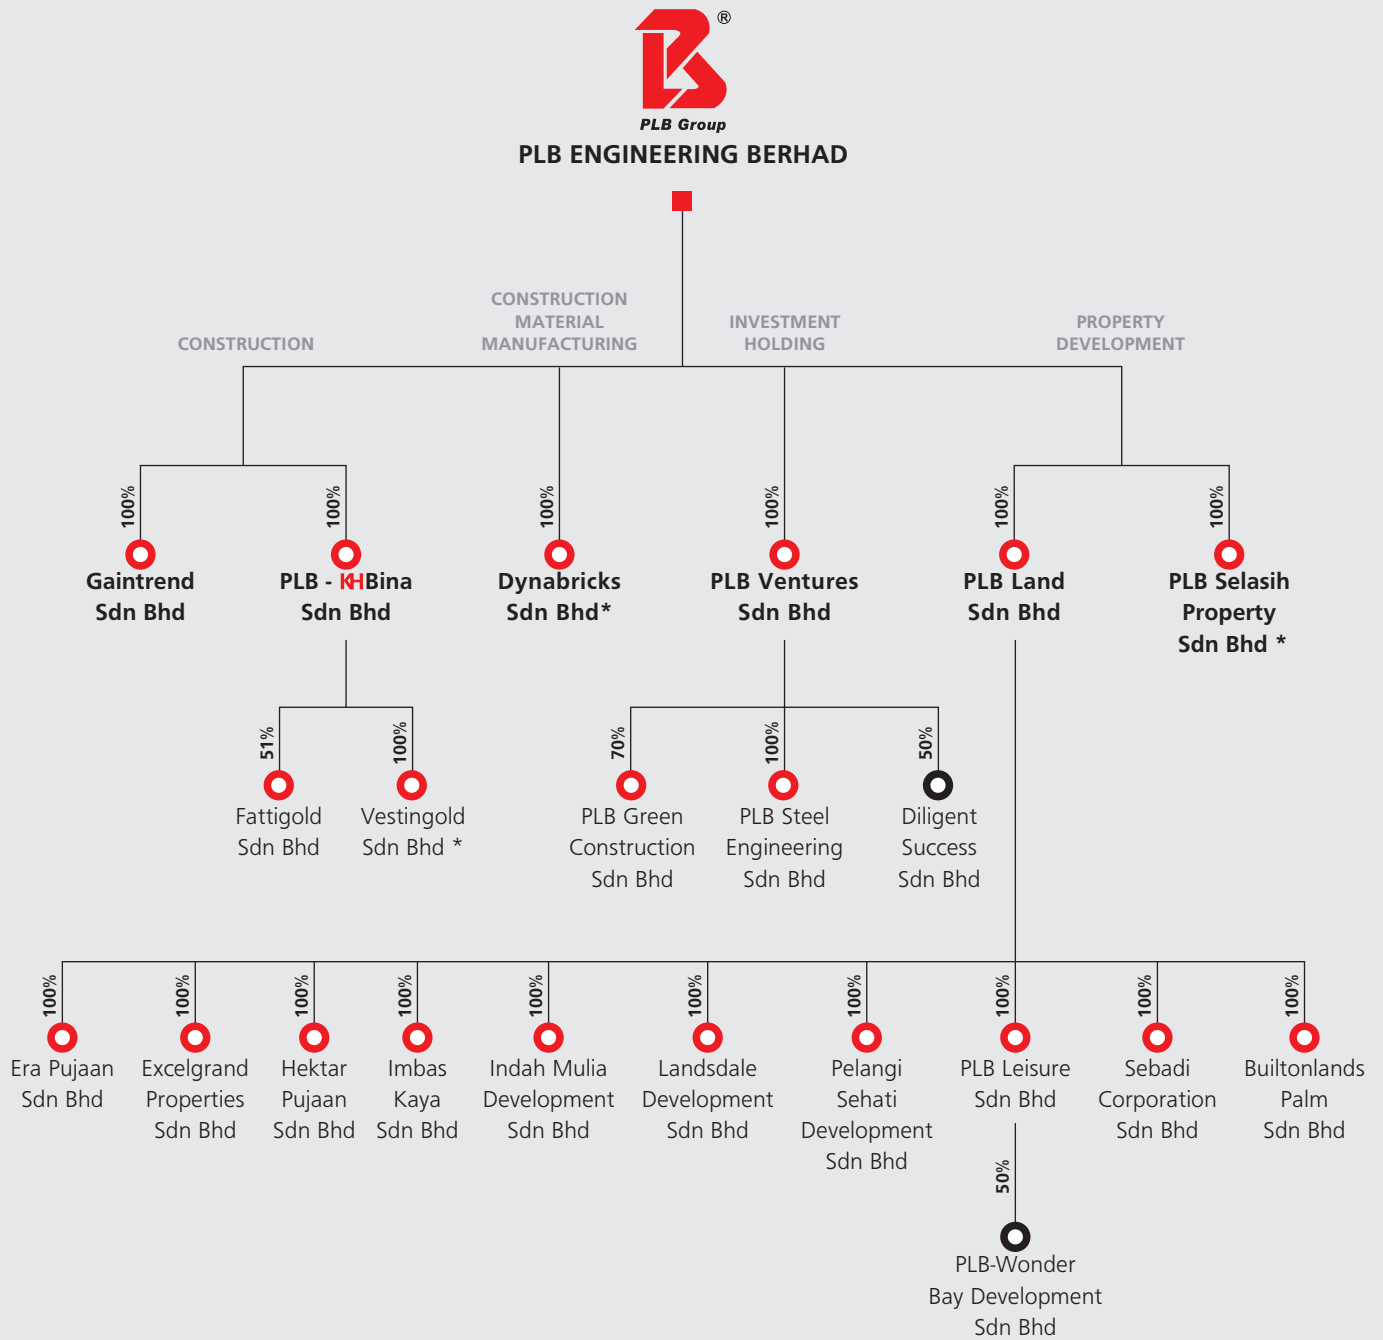 ®
PLB Group
PLB ENGINEERING BERHAD
CONSTRUCTION
CONSTRUCTION
MATERIAL
MANUFACTURING
INVESTMENT
HOLDING
PROPERTY
DEVELOPMENT
100%
100%
100%
100%
100%
100%
Gaintrend
Sdn Bhd
PLB - KHBina
Sdn Bhd
Dynabricks
Sdn Bhd*
PLB Ventures
Sdn Bhd
PLB Land
Sdn Bhd
PLB Selasih
Property
Sdn Bhd *
51%
100%
70%
100%
50%
Fattigold
Sdn Bhd
Vestingold
Sdn Bhd *
PLB Green
Construction
Sdn Bhd
PLB Steel
Engineering
Sdn Bhd
Diligent
Success
Sdn Bhd
100%
100%
100%
100%
100%
100%
100%
100%
100%
100%
Era Pujaan
Sdn Bhd
Excelgrand
Properties
Sdn Bhd
Hektar
Pujaan
Sdn Bhd
Imbas
Kaya
Sdn Bhd
Indah Mulia
Development
Sdn Bhd
Landsdale
Development
Sdn Bhd
Pelangi
Sehati
Development
Sdn Bhd
PLB Leisure
Sdn Bhd
Sebadi
Corporation
Sdn Bhd
Builtonlands
Palm
Sdn Bhd
50%
PLB-Wonder
Bay Development
Sdn Bhd